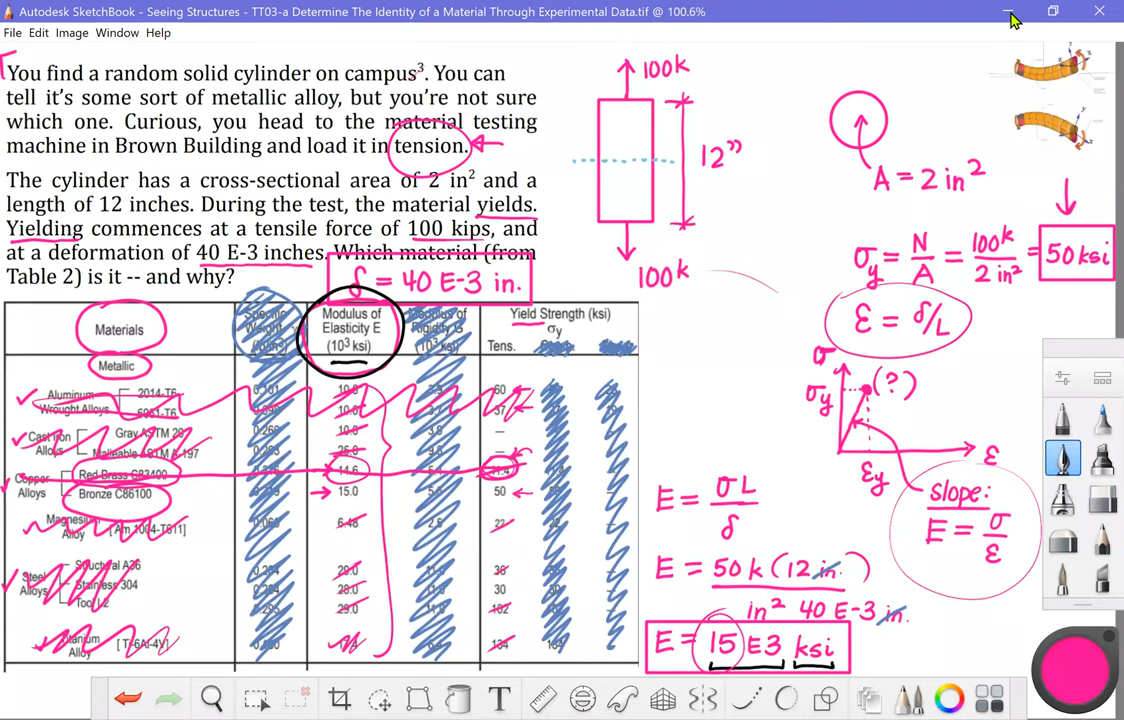 Autodesk SketchBook - Seeing Structures - TT03-a Determine The Identity of a Material Through Experimental Data.tif @ 100.6%
File Edit Image Window Help
You find a random solid cylinder on campus³. You can
tell it's some sort of metallic alloy, but you're not sure
which one. Curious, you head to the material testing
machine in Brown Building and load it in tension.
The cylinder has a cross-sectional area of 2 in² and a
length of 12 inches. During the test, the material yields.
Yielding commences at a tensile force of 100 kips, and
at a deformation of 40 E-3 inches. Which material (from
Table 2) is it -- and why?
δ = 40 E-3 in.
100k
12"
100k
A = 2 in²
σy = N/A = 100k / 2 in² = 50 ksi
ε = δ/L
σ
σy
(?)
εy
ε
slope:
E = σ/ε
E = σL/δ
E = 50 k (12 in.) / in² 40 E-3 in.
E = 15 E3 ksi
Materials
Modulus of
Elasticity E
(10³ ksi)
Modulus of
Rigidity G
(10³ ksi)
Yield Strength (ksi)
σy
Tens.
Metallic
Aluminum 2014-T6 60
Wrought Alloys 6061-T6 37
Cast Iron Gray ASTM 20 10.0 —
Alloys Malleable ASTM A-197 25.0 —
Copper Red Brass C83400 14.6 11.4
Alloys Bronze C86100 15.0 50
Magnesium [Am 1004-T611] 6.48 22
Alloy
Structural A36 29.0 36
Steel Stainless 304 28.0 30
Alloys Tool L2 29.0 102
Titanium [Ti-6Al-4V] 134
Alloy